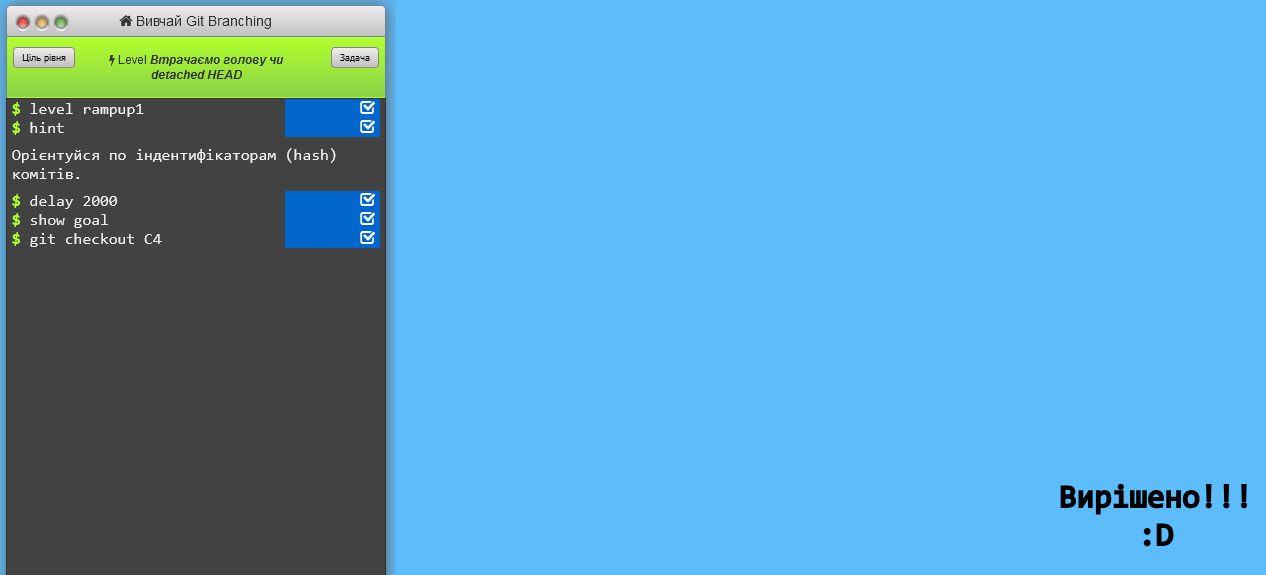 Вивчай Git Branching
Ціль рівня
Level Втрачаємо голову чи
detached HEAD
Задача
$ level rampup1
$ hint
Орієнтуйся по індентифікаторам (hash)
комітів.
$ delay 2000
$ show goal
$ git checkout C4
Вирішено!!!
:D